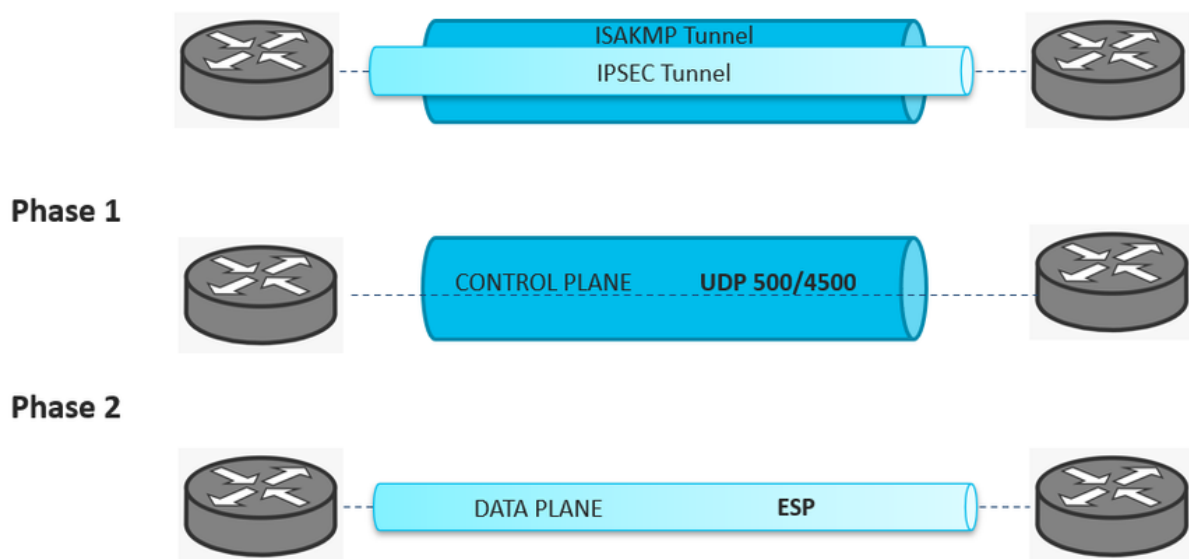 ISAKMP Tunnel
IPSEC Tunnel
Phase 1
CONTROL PLANE UDP 500/4500
Phase 2
DATA PLANE ESP